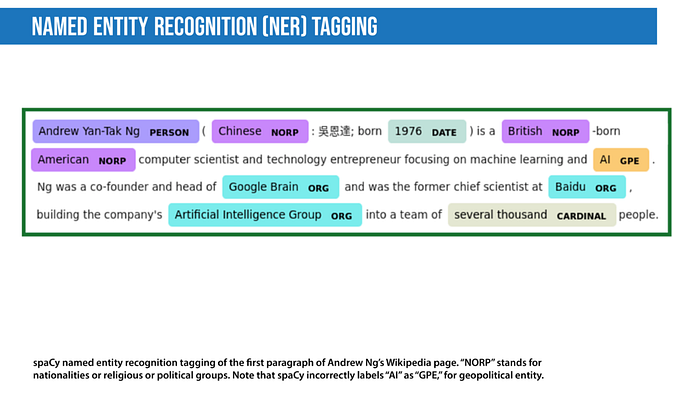 NAMED ENTITY RECOGNITION (NER) TAGGING
Andrew Yan-Tak Ng PERSON ( Chinese NORP : 吳恩達; born 1976 DATE ) is a British NORP -born
American NORP computer scientist and technology entrepreneur focusing on machine learning and AI GPE .
Ng was a co-founder and head of Google Brain ORG and was the former chief scientist at Baidu ORG ,
building the company's Artificial Intelligence Group ORG into a team of several thousand CARDINAL people.
spaCy named entity recognition tagging of the first paragraph of Andrew Ng's Wikipedia page. “NORP” stands for
nationalities or religious or political groups. Note that spaCy incorrectly labels “AI” as “GPE,” for geopolitical entity.